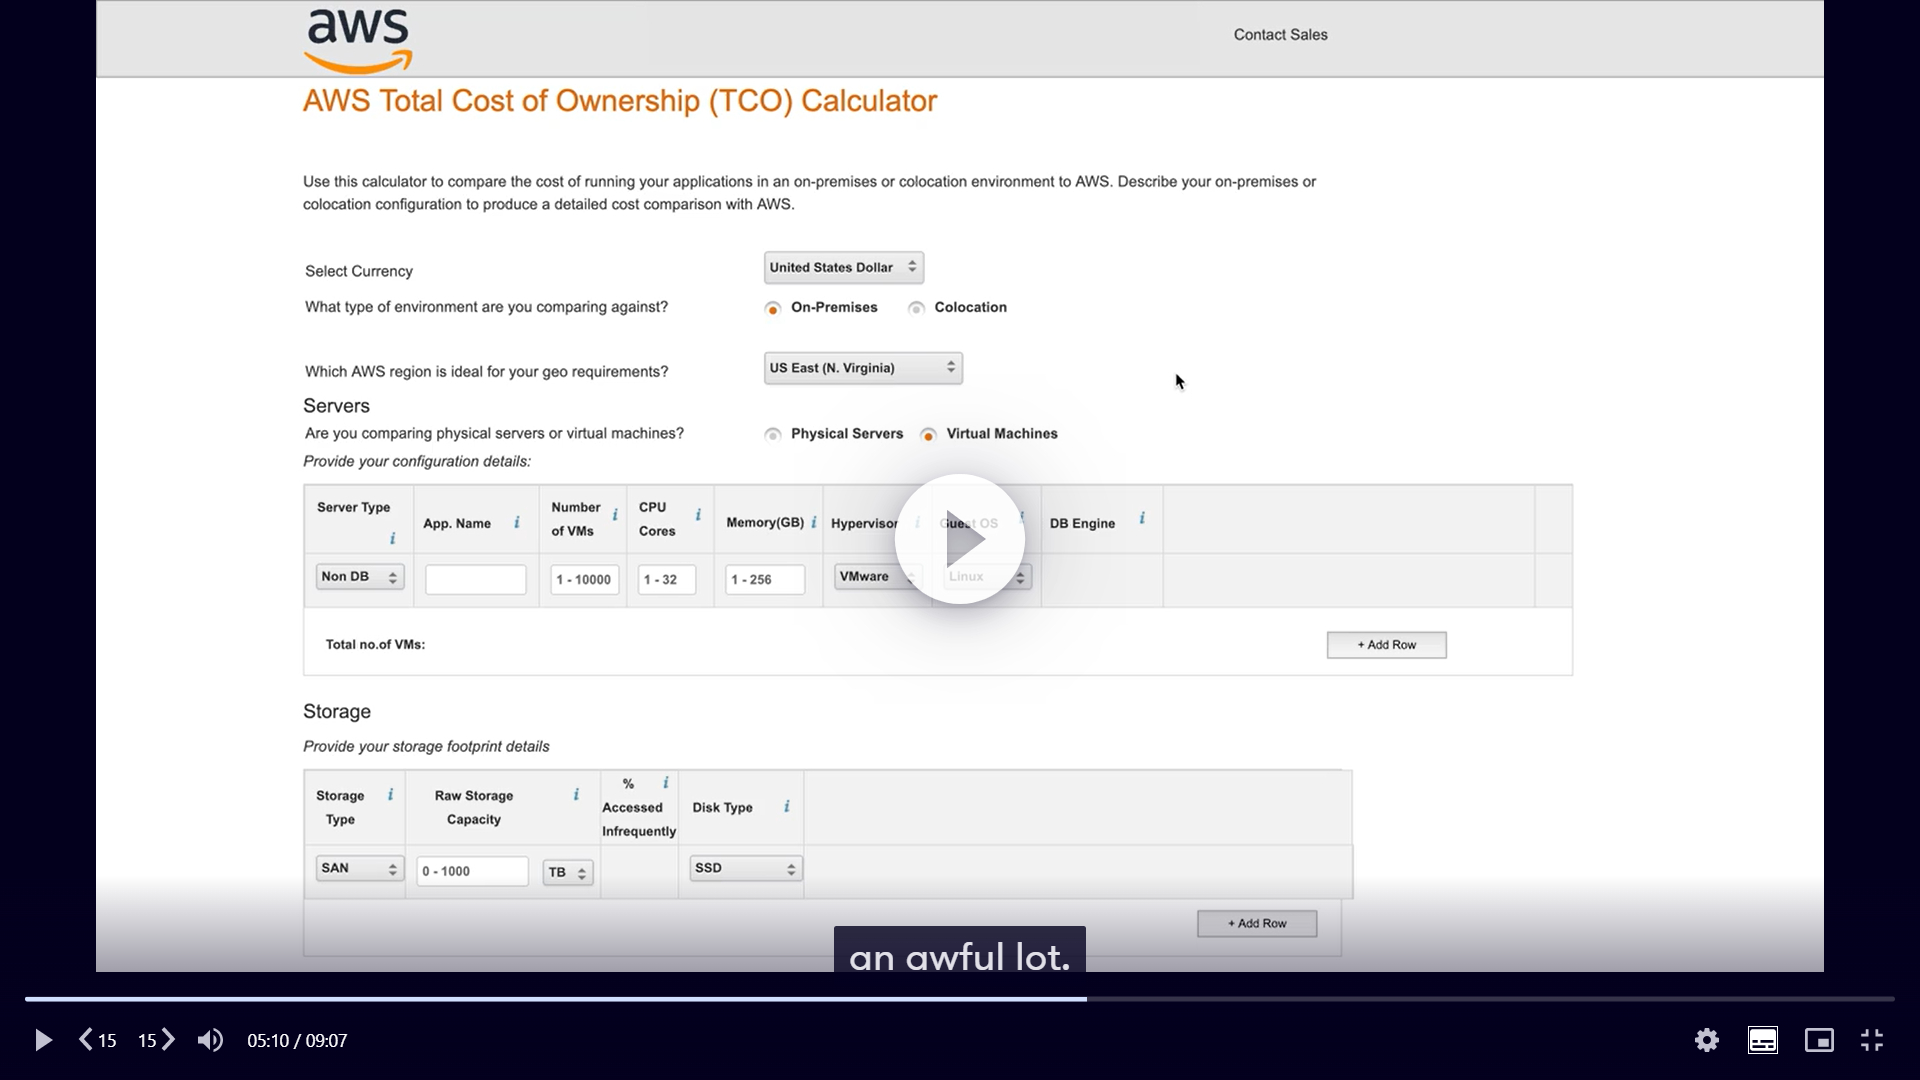 aws
Contact Sales
AWS Total Cost of Ownership (TCO) Calculator
Use this calculator to compare the cost of running your applications in an on-premises or colocation environment to AWS. Describe your on-premises or
colocation configuration to produce a detailed cost comparison with AWS.
Select Currency
United States Dollar
What type of environment are you comparing against?
On-Premises Colocation
Which AWS region is ideal for your geo requirements?
US East (N. Virginia)
Servers
Are you comparing physical servers or virtual machines?
Physical Servers Virtual Machines
Provide your configuration details:
Server Type i
App. Name i
Number of VMs i
CPU Cores i
Memory(GB) i
Hypervisor i
Guest OS i
DB Engine i
Non DB 1 - 10000 1 - 32 1 - 256 VMware Linux
Total no.of VMs:
+ Add Row
Storage
Provide your storage footprint details
Storage Type i
Raw Storage Capacity i
% Accessed Infrequently i
Disk Type i
SAN 0 - 1000 TB SSD
+ Add Row
an awful lot.
15 15 05:10 / 09:07